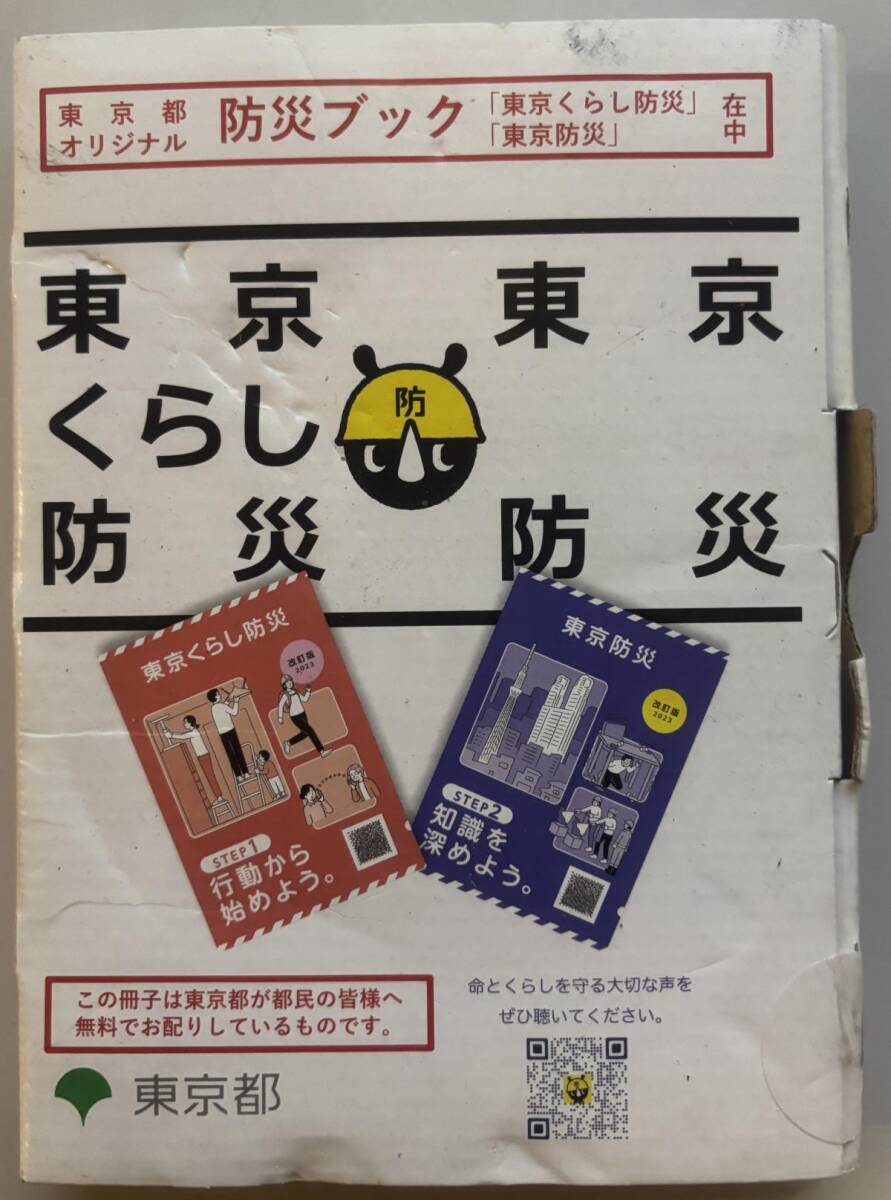 東京都
オリジナル
防災ブック
「東京くらし防災」
「東京防災」
在中
東京
くらし
防災
防
東京
防災
東京くらし防災
改訂版
2023
STEP1
行動から
始めよう。
東京防災
改訂版
2023
STEP2
知識を
深めよう。
この冊子は東京都が都民の皆様へ
無料でお配りしているものです。
命とくらしを守る大切な声を
ぜひ聴いてください。
東京都